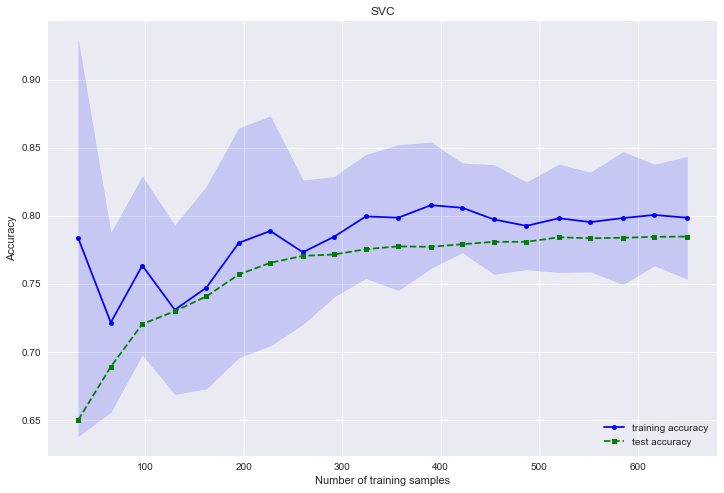 SVC
0.90
0.85
0.80
0.75
0.70
0.65
Accuracy
100 200 300 400 500 600
Number of training samples
training accuracy
test accuracy